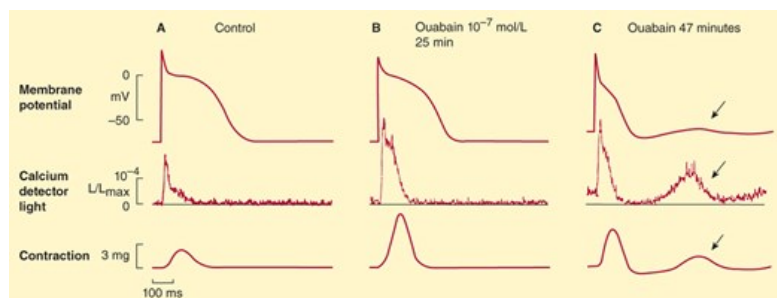 A Control
B Ouabain 10⁻⁷ mol/L
25 min
C Ouabain 47 minutes
Membrane
potential
0
mV
–50
Calcium
detector
light
10⁻⁴
L/Lmax
0
Contraction
3 mg
100 ms